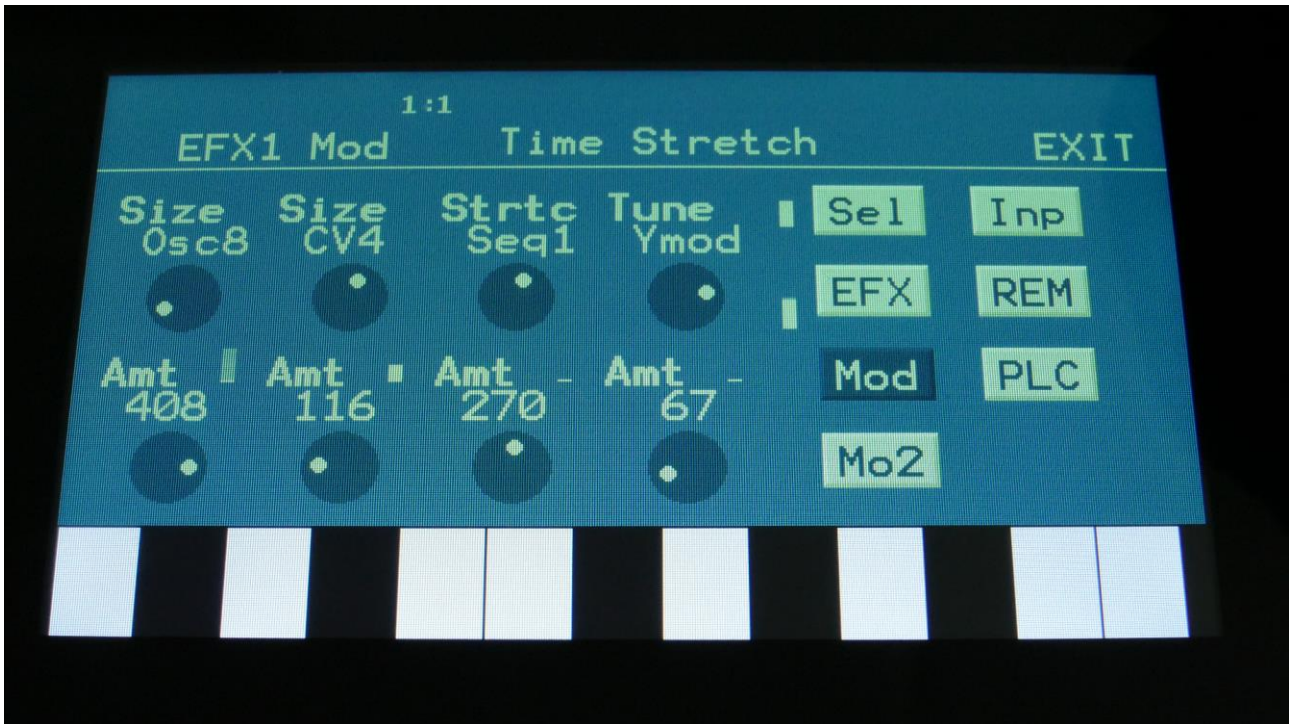 1:1
EFX1 Mod Time Stretch EXIT
Size Size Strtc Tune Sel Inp
Osc8 CV4 Seq1 Ymod
EFX REM
Amt Amt Amt Amt Mod PLC
408 116 270 67
Mo2